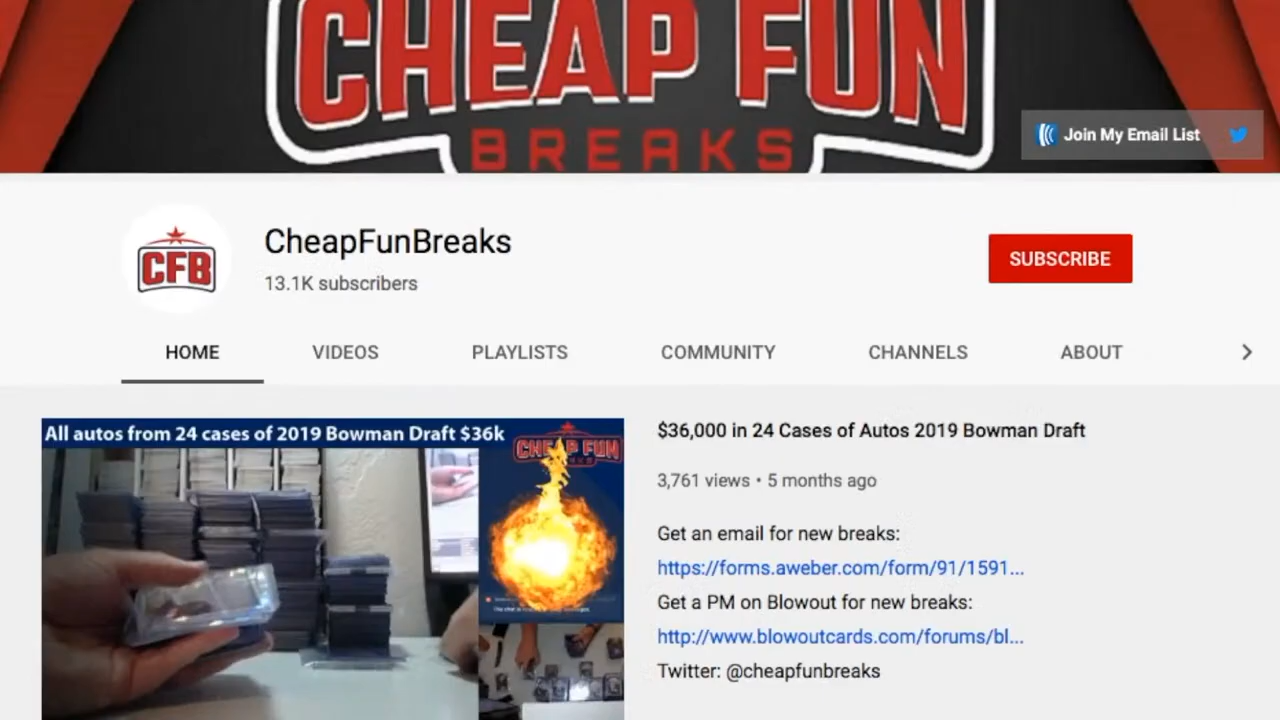 CHEAP FUN
BREAKS
Join My Email List
CFB
CheapFunBreaks
13.1K subscribers
SUBSCRIBE
HOME
VIDEOS
PLAYLISTS
COMMUNITY
CHANNELS
ABOUT
All autos from 24 cases of 2019 Bowman Draft $36k
CHEAP FUN
$36,000 in 24 Cases of Autos 2019 Bowman Draft
3,761 views • 5 months ago
Get an email for new breaks:
https://forms.aweber.com/form/91/1591...
Get a PM on Blowout for new breaks:
http://www.blowoutcards.com/forums/bl...
Twitter: @cheapfunbreaks